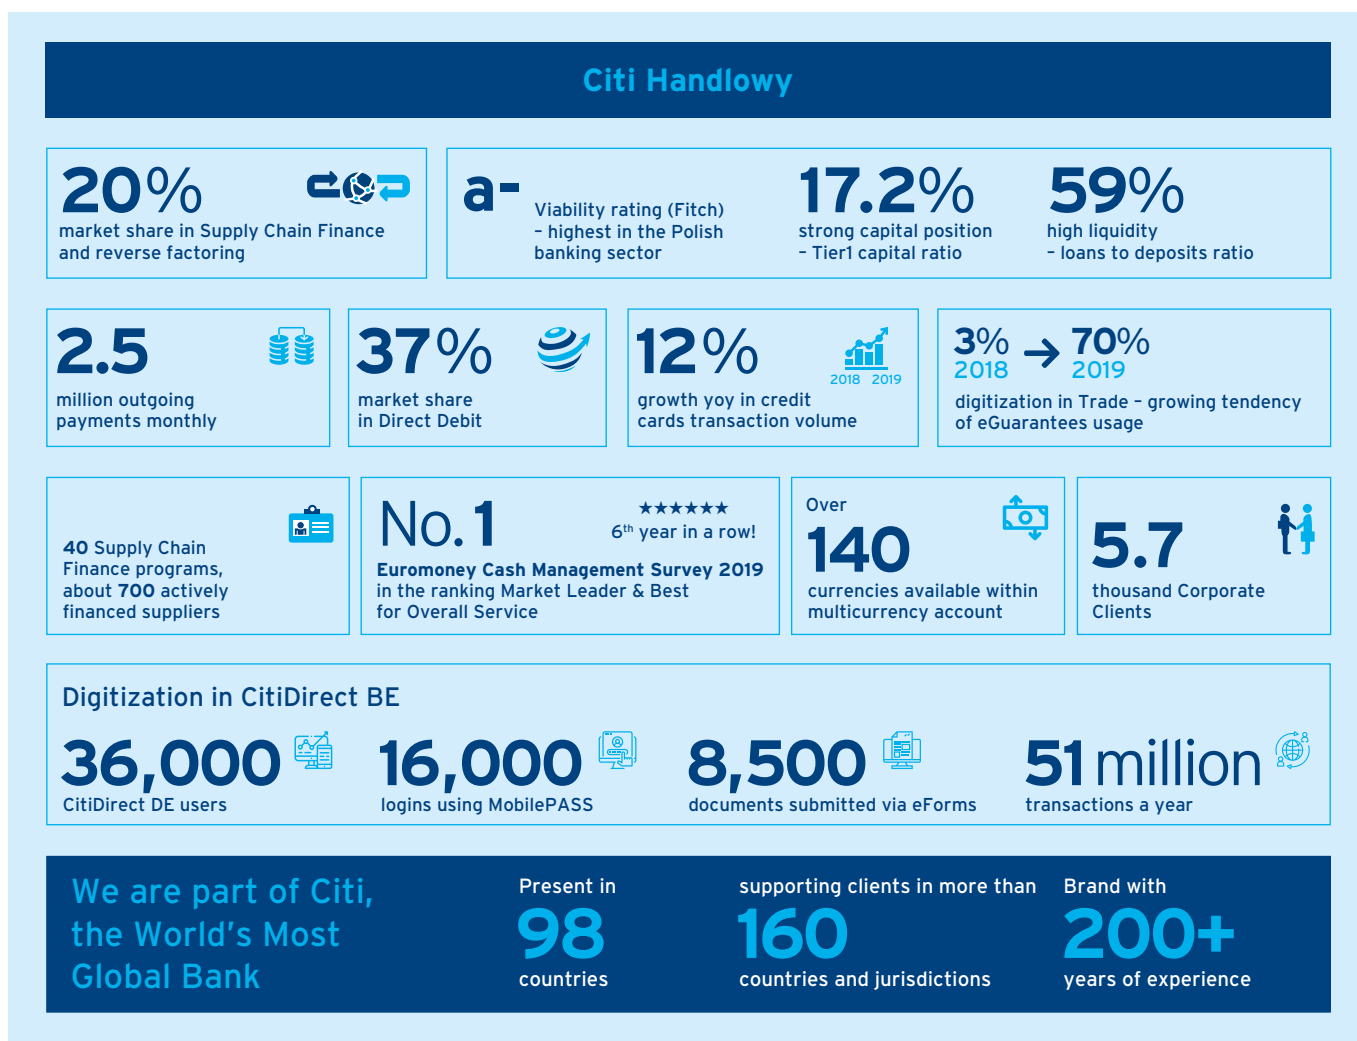 Citi Handlowy
20%
market share in Supply Chain Finance
and reverse factoring
a-
Viability rating (Fitch)
– highest in the Polish
banking sector
17.2%
strong capital position
– Tier1 capital ratio
59%
high liquidity
– loans to deposits ratio
2.5
million outgoing
payments monthly
37%
market share
in Direct Debit
12%
2018 2019
growth yoy in credit
cards transaction volume
3% → 70%
2018 2019
digitization in Trade – growing tendency
of eGuarantees usage
40 Supply Chain
Finance programs,
about 700 actively
financed suppliers
No. 1
★★★★★★
6th year in a row!
Euromoney Cash Management Survey 2019
in the ranking Market Leader & Best
for Overall Service
Over
140
currencies available within
multicurrency account
5.7
thousand Corporate
Clients
Digitization in CitiDirect BE
36,000
CitiDirect DE users
16,000
logins using MobilePASS
8,500
documents submitted via eForms
51 million
transactions a year
We are part of Citi,
the World's Most
Global Bank
Present in
98
countries
supporting clients in more than
160
countries and jurisdictions
Brand with
200+
years of experience